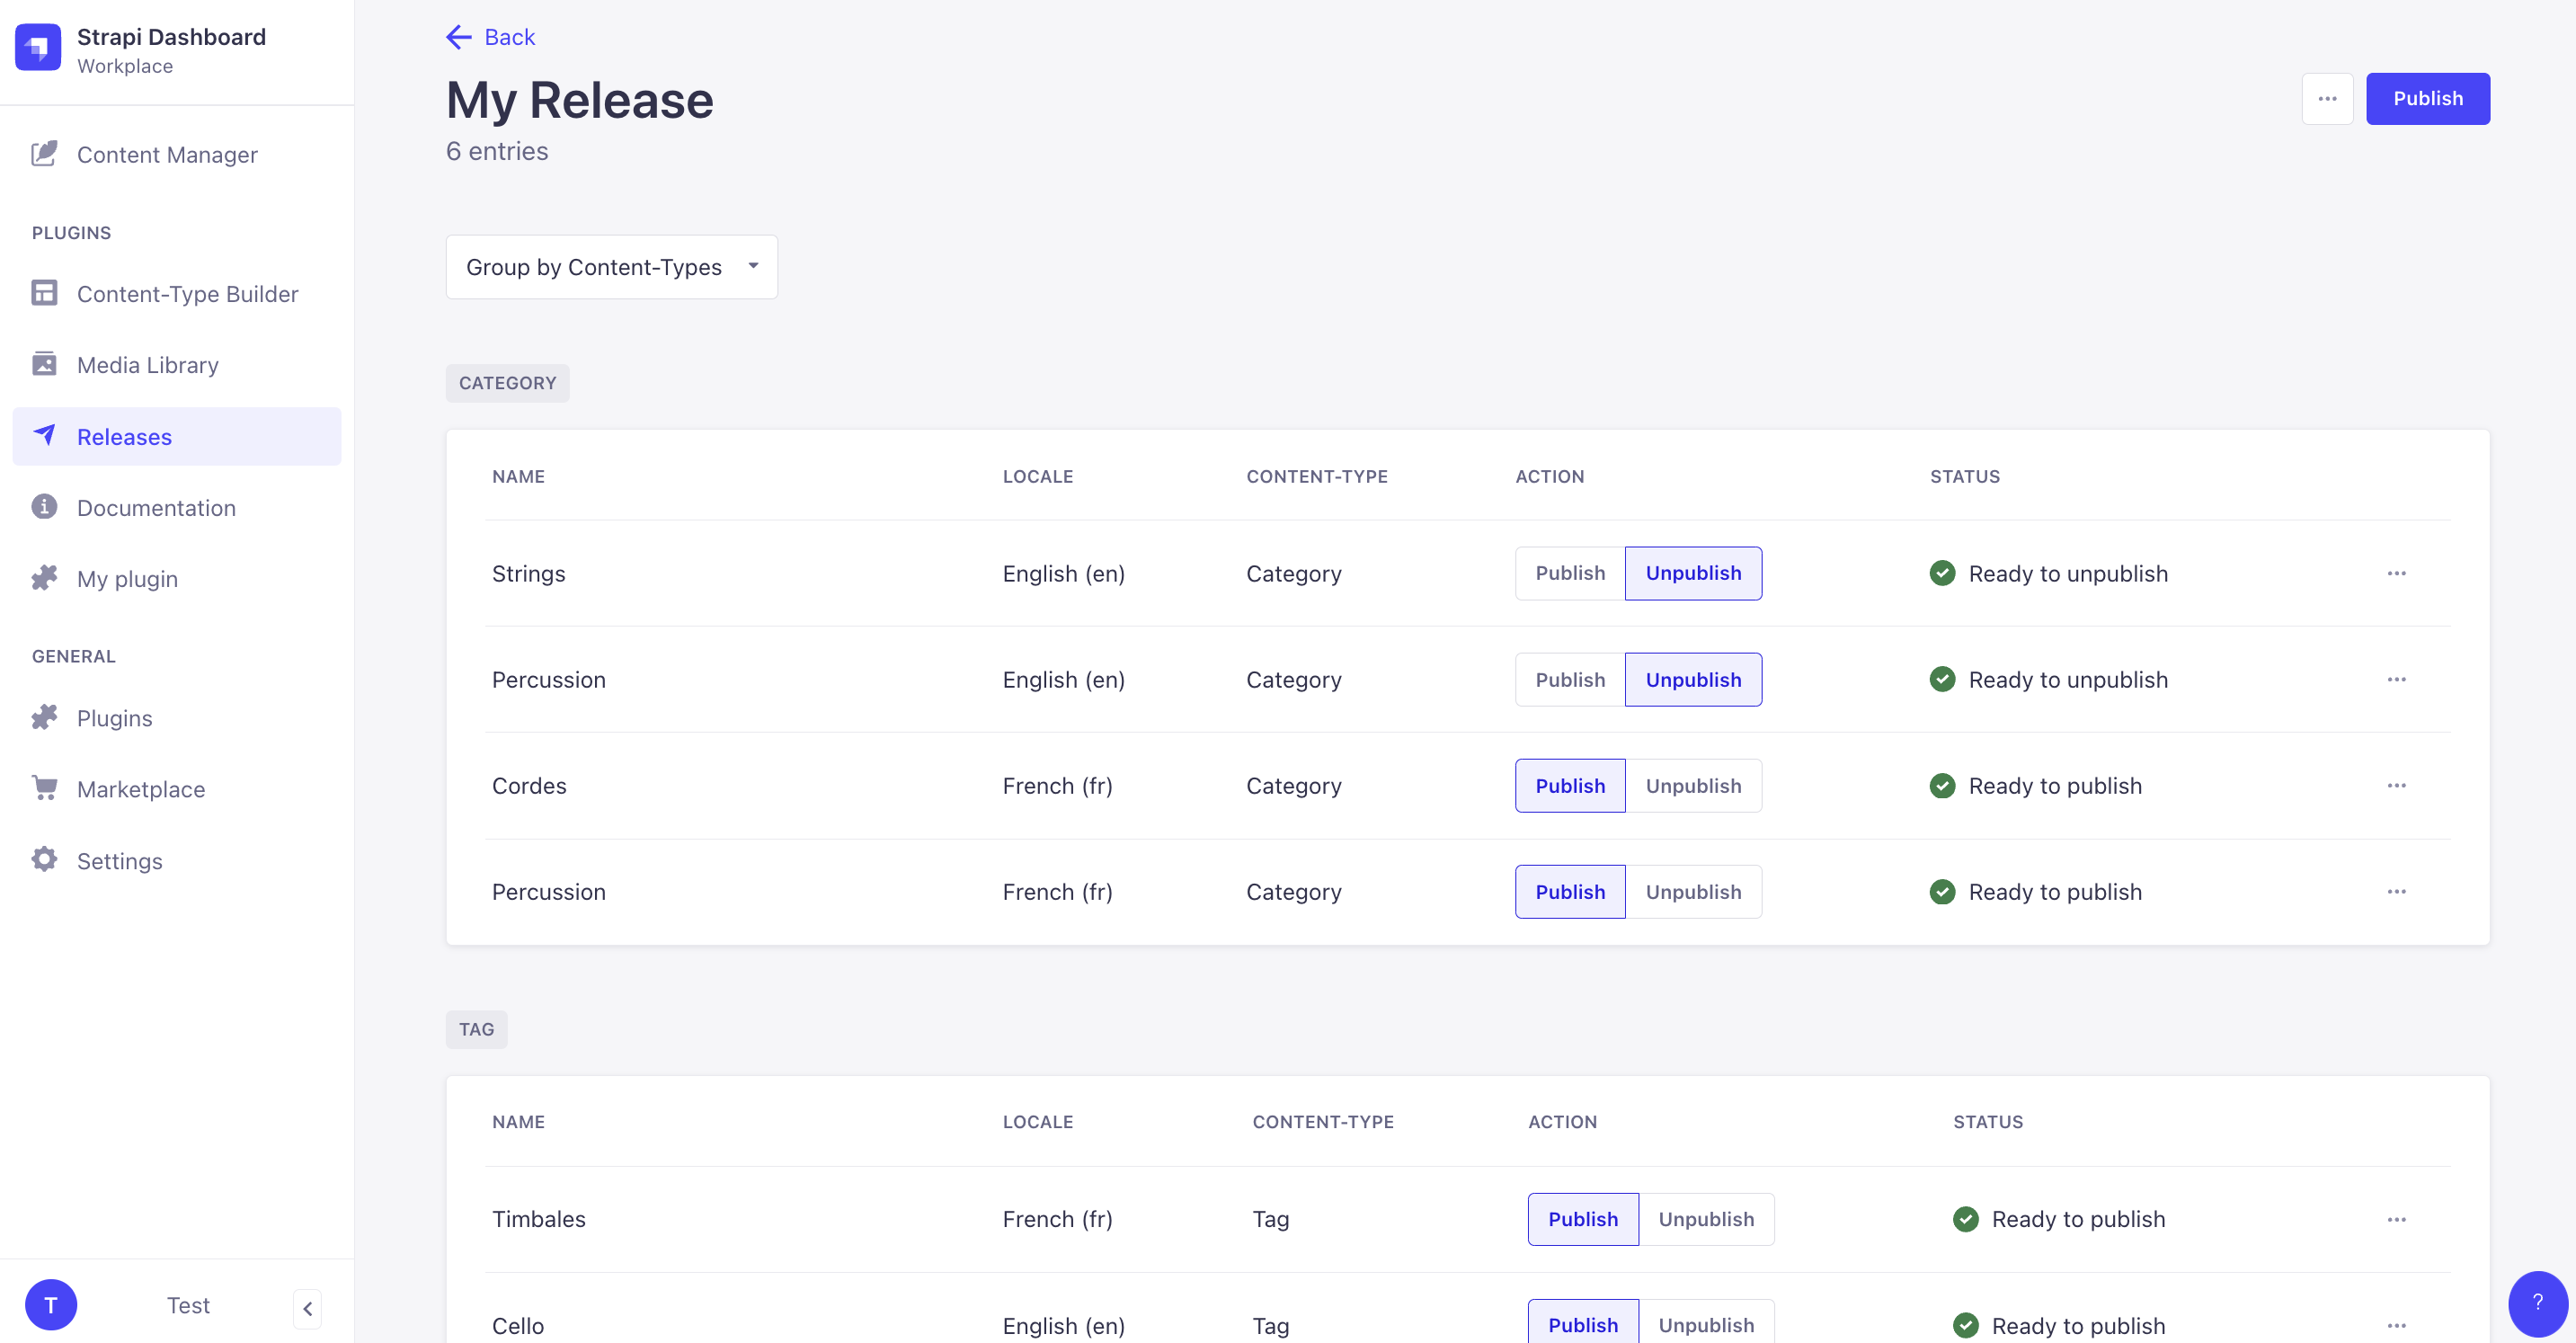 Strapi Dashboard
Workplace
Content Manager
PLUGINS
Content-Type Builder
Media Library
Releases
Documentation
My plugin
GENERAL
Plugins
Marketplace
Settings
T
Test
Back
My Release
6 entries
Publish
Group by Content-Types
CATEGORY
NAME LOCALE CONTENT-TYPE ACTION STATUS
Strings English (en) Category Publish Unpublish Ready to unpublish
Percussion English (en) Category Publish Unpublish Ready to unpublish
Cordes French (fr) Category Publish Unpublish Ready to publish
Percussion French (fr) Category Publish Unpublish Ready to publish
TAG
NAME LOCALE CONTENT-TYPE ACTION STATUS
Timbales French (fr) Tag Publish Unpublish Ready to publish
Cello English (en) Tag Publish Unpublish Ready to publish
?